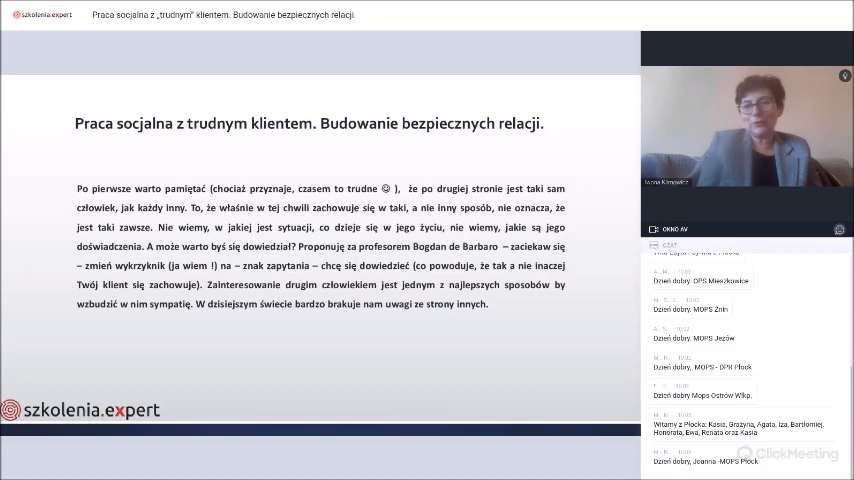 szkolenia.expert
Praca socjalna z „trudnym" klientem. Budowanie bezpiecznych relacji.
Praca socjalna z trudnym klientem. Budowanie bezpiecznych relacji.
Po pierwsze warto pamiętać (chociaż przyznaje, czasem to trudne ☺ ), że po drugiej stronie jest taki sam
człowiek, jak każdy inny. To, że w tej chwili zachowuje się w taki, a nie inny sposób, nie oznacza, że
jest taki zawsze. Nie wiemy, w jakiej jest sytuacji, co dzieje się w jego życiu, nie wiemy, jakie są jego
doświadczenia. A może warto byś się dowiedział? Proponuję za profesorem Bogdan de Barbaro – zaciekaw się
– zmień wykrzyknik (ja wiem !) na – znak zapytania – chcę się dowiedzieć (co powoduje, że tak a nie inaczej
Twój klient się zachowuje). Zainteresowanie drugim człowiekiem jest jednym z najlepszych sposobów by
wzbudzić w nim sympatię. W dzisiejszym świecie bardzo brakuje nam uwagi ze strony innych.
szkolenia.expert
Iwona Klimowicz
OKNO AV
CZAT
A., M., · 10:03
Dzień dobry. OPS Mieszkowice
Dzień dobry. MOPS Żnin
Dzień dobry. MOPS Jeżów
Dzień dobry, MOPS - DPR Płock
Dzień dobry Mops Ostrów Wlkp.
Witamy z Płocka: Kasia, Grażyna, Agata, Iza, Bartłomiej,
Honorata, Ewa, Renata oraz Kasia
Dzień dobry, Joanna -MOPS Płock
ClickMeeting